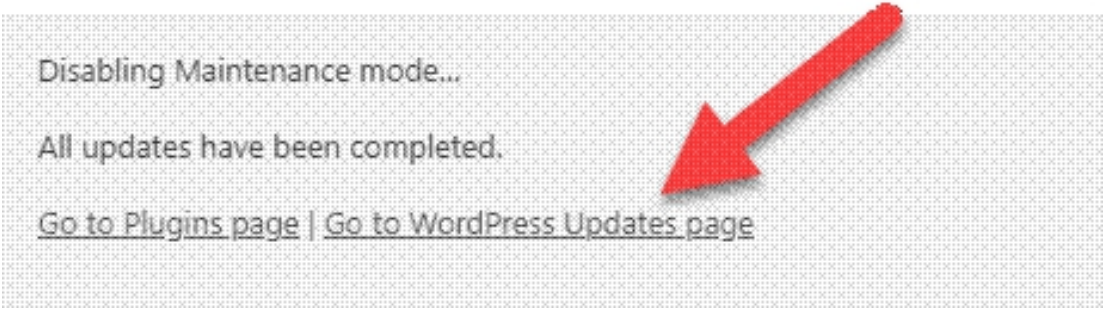 Disabling Maintenance mode...
All updates have been completed.
Go to Plugins page | Go to WordPress Updates page